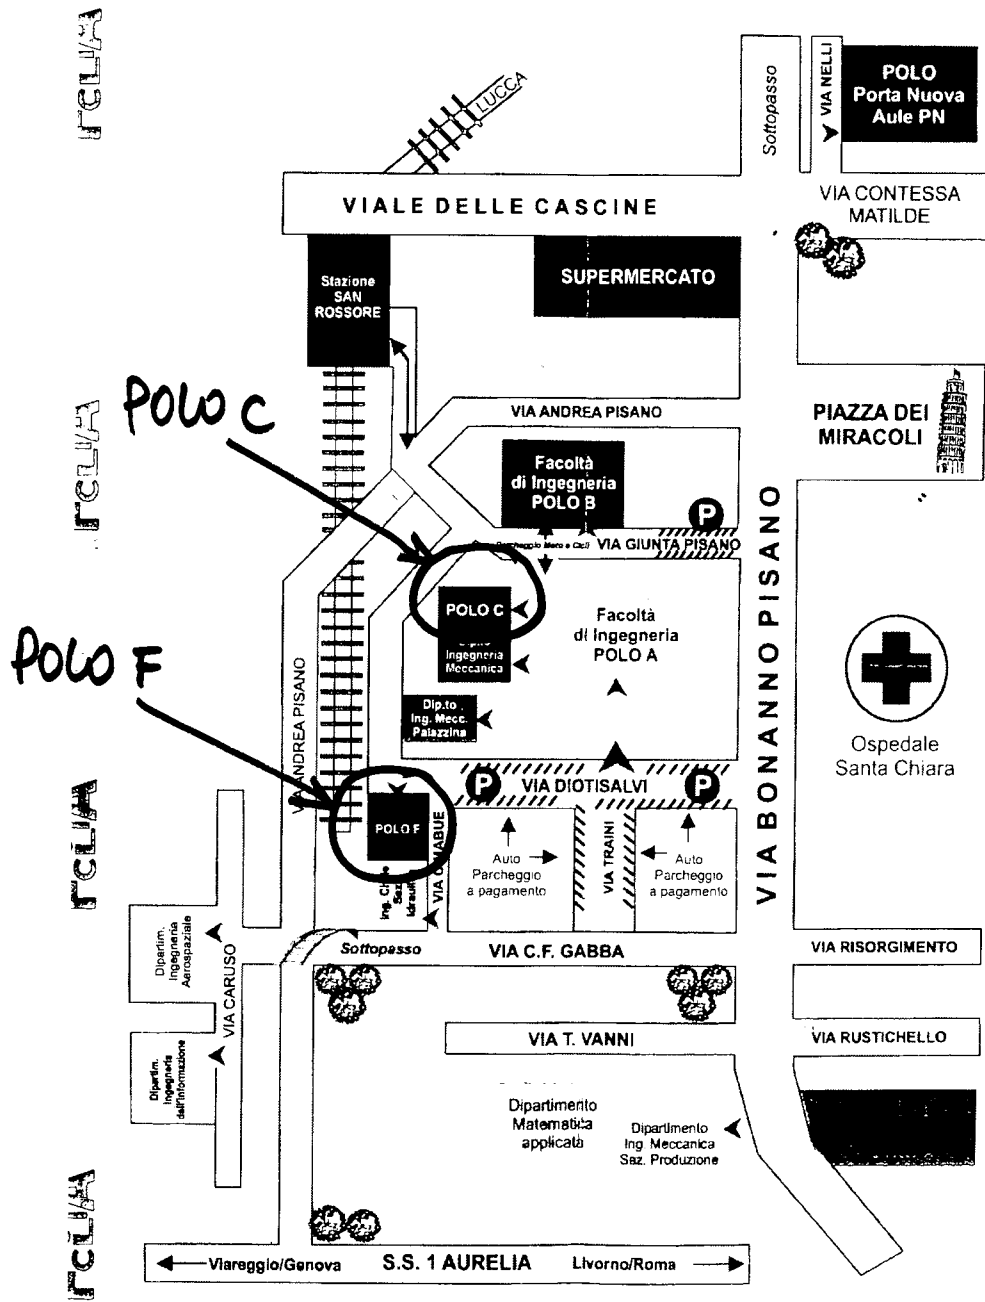 LUCCA
Sottopasso
VIA NELLI
POLO
Porta Nuova
Aule PN
VIALE DELLE CASCINE
VIA CONTESSA
MATILDE
Stazione
SAN
ROSSORE
SUPERMERCATO
POLO C
VIA ANDREA PISANO
PIAZZA DEI
MIRACOLI
Facoltà
di Ingegneria
POLO B
P
VIA GIUNTA PISANO
POLO C
Ingegneria
Meccanica
Facoltà
di Ingegneria
POLO A
VIA BONANNO PISANO
POLO F
VIA ANDREA PISANO
Dip.to
Ing. Mecc.
Palazzina
Ospedale
Santa Chiara
P
VIA DIOTISALVI
P
POLO F
VIA CIMABUE
Auto
Parcheggio
a pagamento
VIA TRAINI
Auto
Parcheggio
a pagamento
Dipartim.
Ingegneria
Aerospaziale
VIA CARUSO
Sottopasso
VIA C.F. GABBA
VIA RISORGIMENTO
VIA T. VANNI
VIA RUSTICHELLO
Dipartim.
Ingegneria
dell'Informazione
Dipartimento
Matematica
applicata
Dipartimento
Ing. Meccanica
Saz. Produzione
Viareggio/Genova
S.S. 1 AURELIA
Livorno/Roma